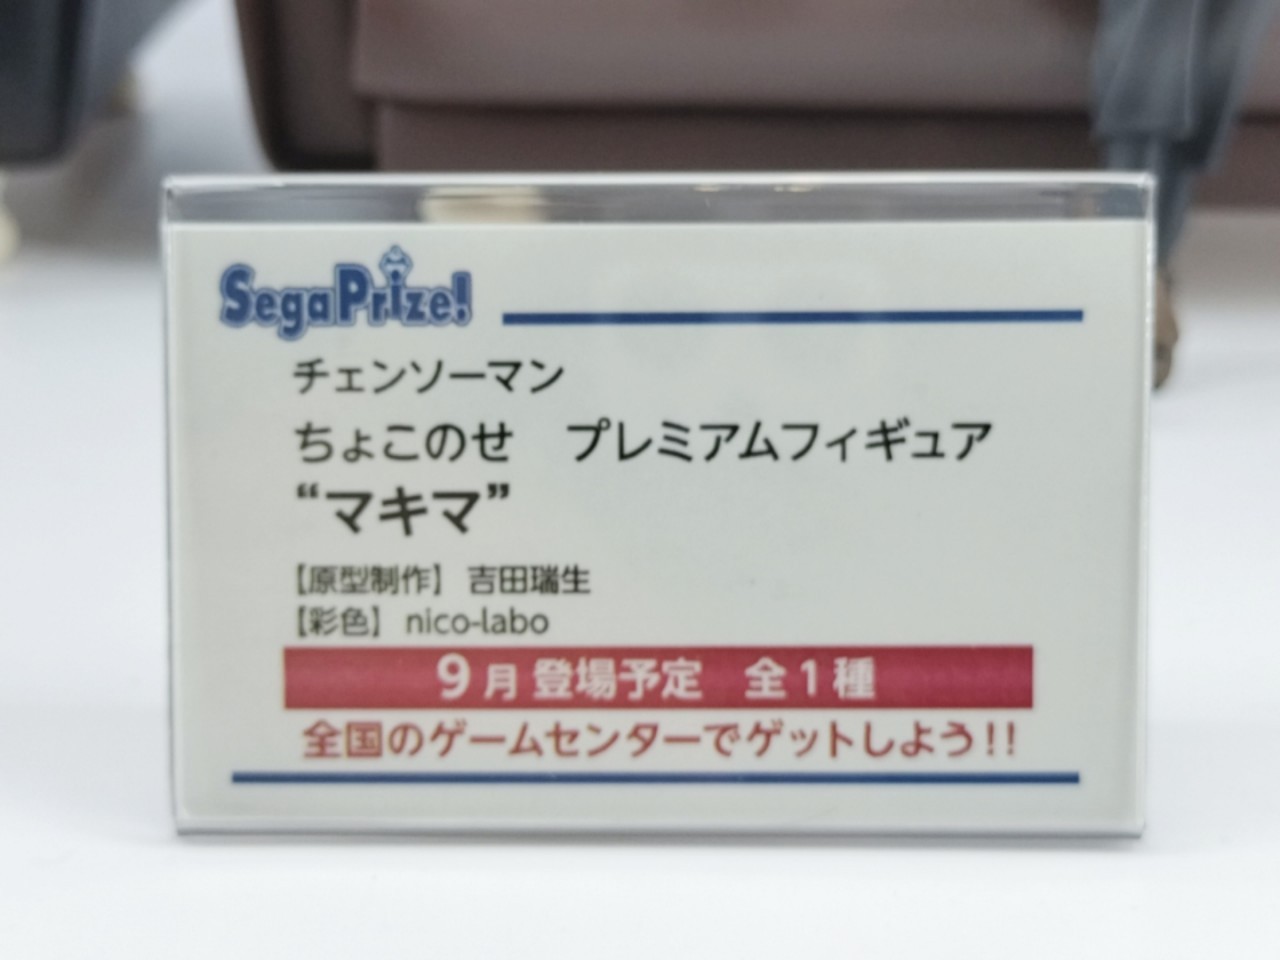 SegaPrize!
チェンソーマン
ちょこのせ　プレミアムフィギュア
“マキマ”
【原型制作】 吉田瑞生
【彩色】 nico-labo
9月登場予定　全1種
全国のゲームセンターでゲットしよう!!